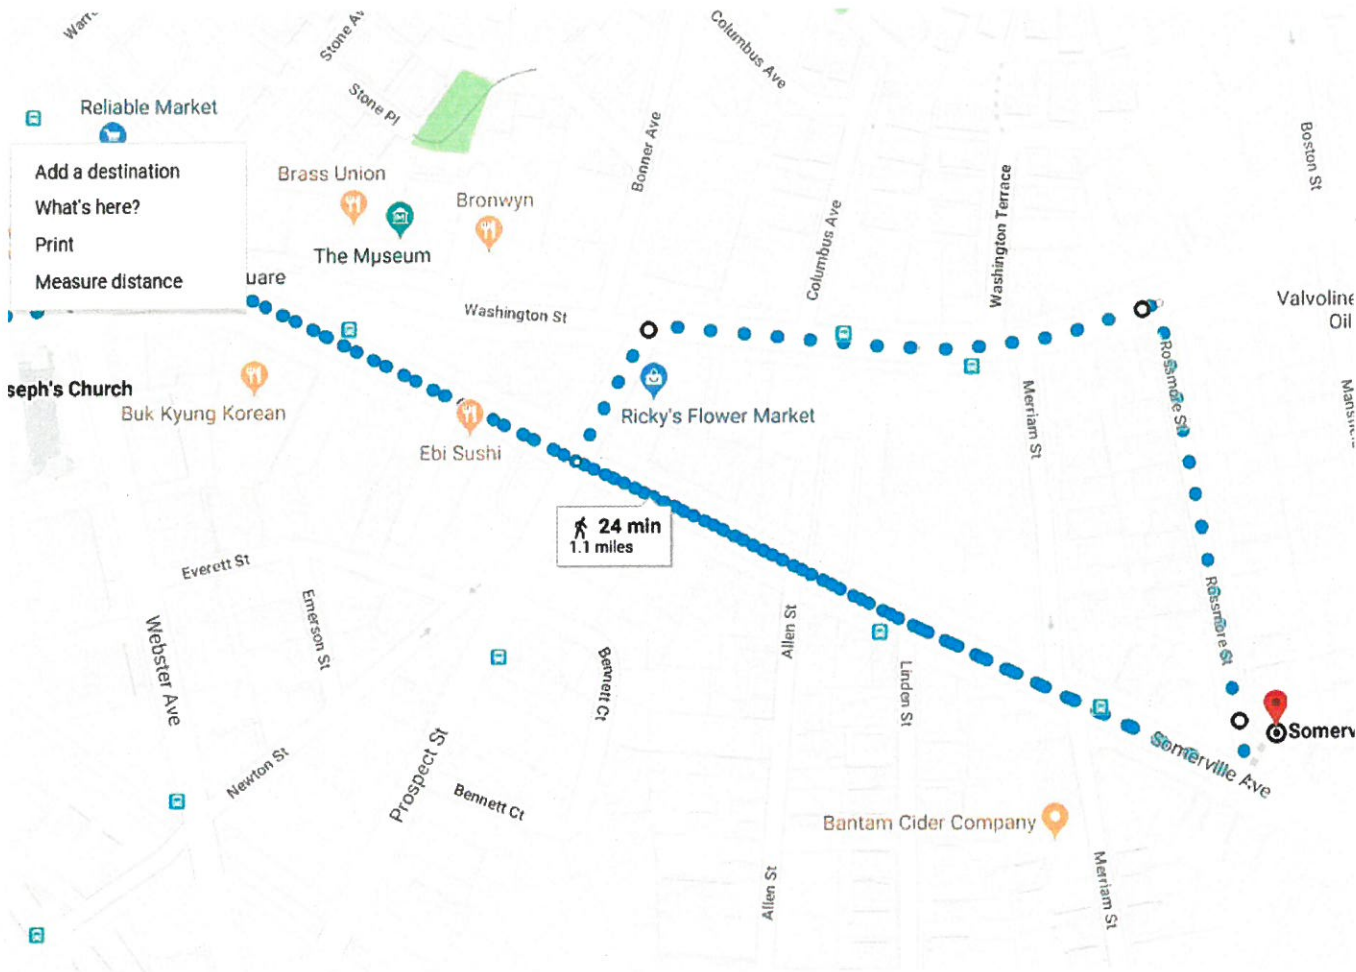 Warr
Stone Av
Columbus Ave
Reliable Market
Stone Pl
Boston St
Bonner Ave
Add a destination
What's here?
Print
Measure distance
Brass Union
Bronwyn
The Museum
Columbus Ave
Washington Terrace
uare
Washington St
Valvoline
Oil
seph's Church
Buk Kyung Korean
Ebi Sushi
Ricky's Flower Market
Merriam St
Rossmore St
24 min
1.1 miles
Everett St
Emerson St
Webster Ave
Allen St
Linden St
Rossmore St
Bennett Ct
Newton St
Prospect St
Bennett Ct
Somerville Ave
Somerv
Bantam Cider Company
Allen St
Merriam St